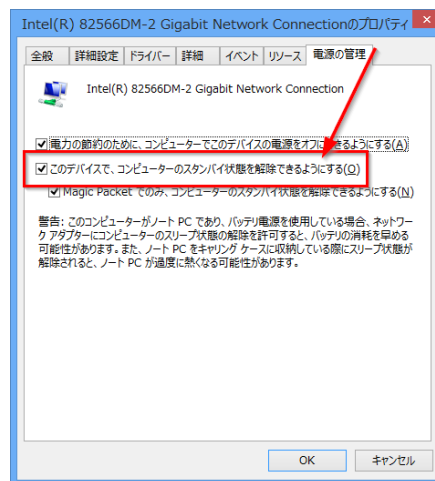 Intel(R) 82566DM-2 Gigabit Network Connectionのプロパティ
全般 詳細設定 ドライバー 詳細 イベント リソース 電源の管理
Intel(R) 82566DM-2 Gigabit Network Connection
電力の節約のために、コンピューターでこのデバイスの電源をオフにできるようにする(A)
このデバイスで、コンピューターのスタンバイ状態を解除できるようにする(O)
Magic Packet でのみ、コンピューターのスタンバイ状態を解除できるようにする(N)
警告: このコンピューターがノート PC であり、バッテリ電源を使用している場合、ネットワー
ク アダプターにコンピューターのスリープ状態の解除を許可すると、バッテリの消耗を早める
可能性があります。また、ノート PC をキャリング ケースに収納している際にスリープ状態が
解除されると、ノート PC が過度に熱くなる可能性があります。
OK キャンセル